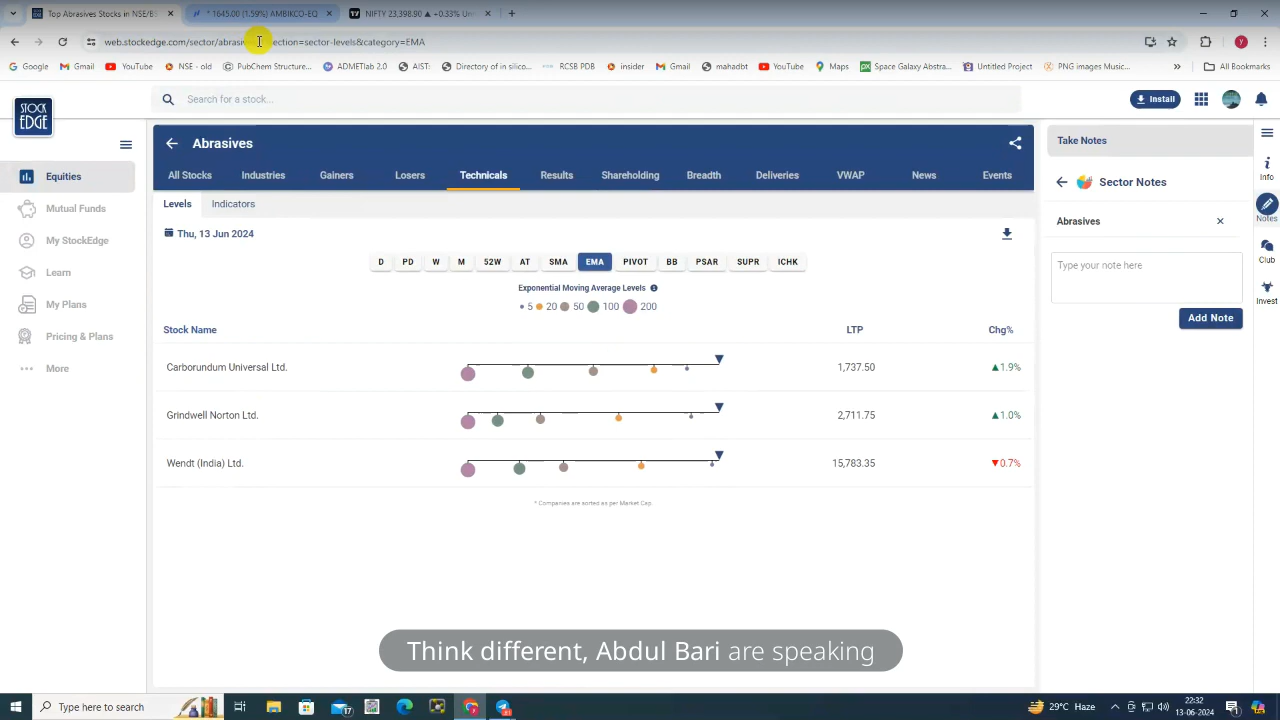 Top Abrasives Stocks in NSE/BS
* 1645.00 (1.59%) AMBIKCO-EQ
NIFTY 23,398.90 ▲ +0.33% Un
web.stockedge.com/sector/abras
ection=sector-levels&category=EMA
Google
Gmail
YouTube
NSE - old
PubChem Structure...
ADMETlab 2.0
AISTI
Directory of in silico...
RCSB PDB
insider
Gmail
mahadbt
YouTube
Maps
Space Galaxy Abstra...
Untitled Project
PNG images Music...
All Bookmarks
STOCK
EDGE
Search for a stock...
Install
Equities
Mutual Funds
My StockEdge
Learn
My Plans
Pricing & Plans
More
Abrasives
All Stocks
Industries
Gainers
Losers
Technicals
Results
Shareholding
Breadth
Deliveries
VWAP
News
Events
Levels
Indicators
Thu, 13 Jun 2024
D
PD
W
M
52W
AT
SMA
EMA
PIVOT
BB
PSAR
SUPR
ICHK
Exponential Moving Average Levels
5 20 50 100 200
Stock Name LTP Chg%
Carborundum Universal Ltd. 1,737.50 ▲1.9%
Grindwell Norton Ltd. 2,711.75 ▲1.0%
Wendt (India) Ltd. 15,783.35 ▼0.7%
* Companies are sorted as per Market Cap.
Take Notes
Sector Notes
Abrasives
Type your note here
Add Note
Info
Notes
Club
Invest
Think different, Abdul Bari are speaking
Type here to search
17
29°C Haze
22:32
13-06-2024